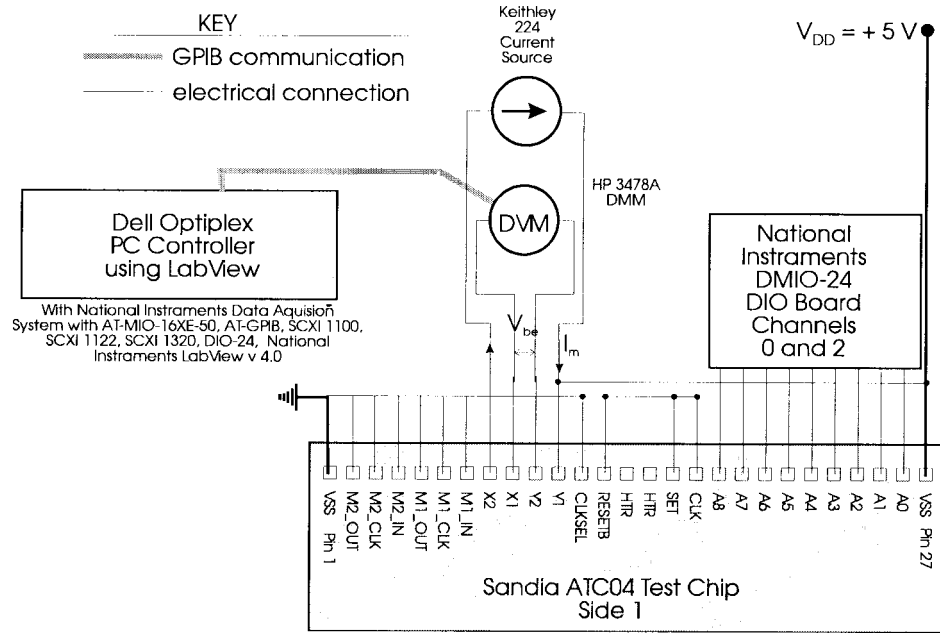 KEY
GPIB communication
electrical connection
Keithley
224
Current
Source
V_DD = + 5 V
HP 3478A
DMM
DVM
Dell Optiplex
PC Controller
using LabView
With National Instruments Data Aquision
System with AT-MIO-16XE-50, AT-GPIB, SCXI 1100,
SCXI 1122, SCXI 1320, DIO-24, National
Instruments LabView v 4.0
National
Instruments
DMIO-24
DIO Board
Channels
0 and 2
V_be
I_m
VSS Pin 1
M2_OUT
M2_CLK
M2_IN
M1_OUT
M1_CLK
M1_IN
X2
X1
Y2
Y1
CLKSEL
RESETB
HTR
HTR
SET
CLK
A8
A7
A6
A5
A4
A3
A2
A1
A0
VSS Pin 27
Sandia ATC04 Test Chip
Side 1